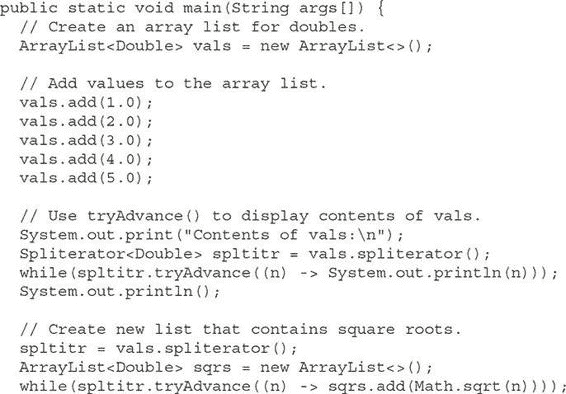 public static void main(String args[]) {
// Create an array list for doubles.
ArrayList<Double> vals = new ArrayList<>();
// Add values to the array list.
vals.add(1.0);
vals.add(2.0);
vals.add(3.0);
vals.add(4.0);
vals.add(5.0);
// Use tryAdvance() to display contents of vals.
System.out.print("Contents of vals:\n");
Spliterator<Double> spltitr = vals.spliterator();
while(spltitr.tryAdvance((n) -> System.out.println(n)));
System.out.println();
// Create new list that contains square roots.
spltitr = vals.spliterator();
ArrayList<Double> sqrs = new ArrayList<>();
while(spltitr.tryAdvance((n) -> sqrs.add(Math.sqrt(n))));